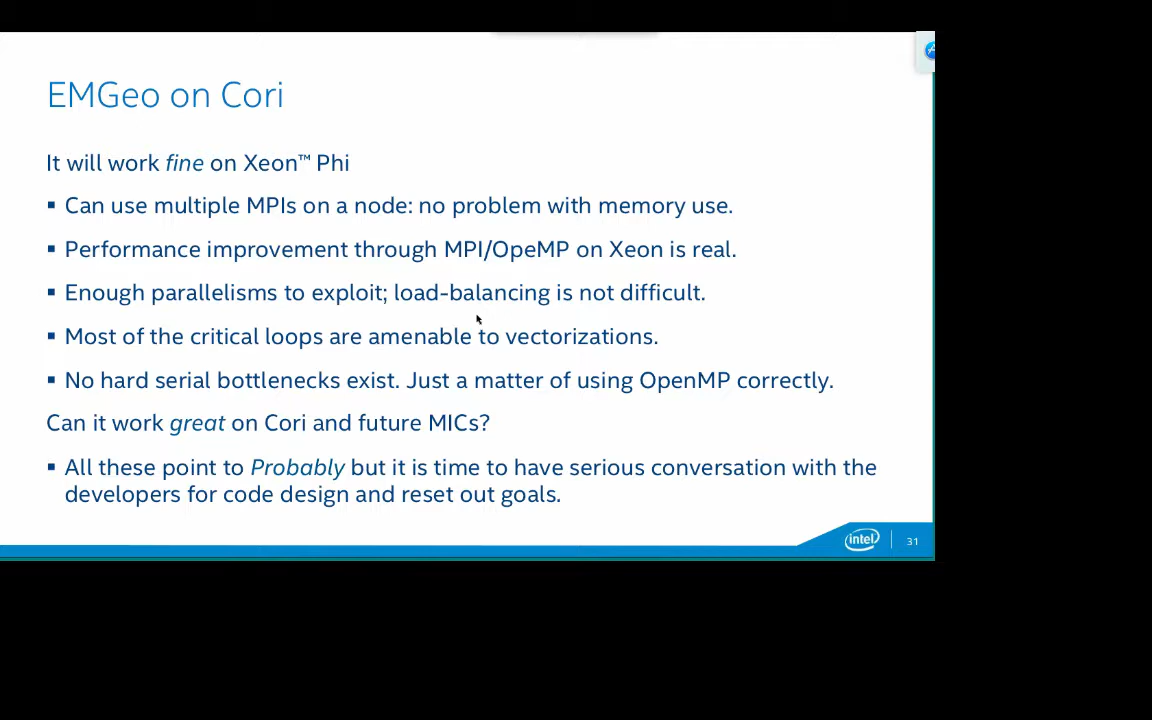 EMGeo on Cori
It will work fine on Xeon™ Phi
▪ Can use multiple MPIs on a node: no problem with memory use.
▪ Performance improvement through MPI/OpeMP on Xeon is real.
▪ Enough parallelisms to exploit; load-balancing is not difficult.
▪ Most of the critical loops are amenable to vectorizations.
▪ No hard serial bottlenecks exist. Just a matter of using OpenMP correctly.
Can it work great on Cori and future MICs?
▪ All these point to Probably but it is time to have serious conversation with the
developers for code design and reset out goals.
intel
31